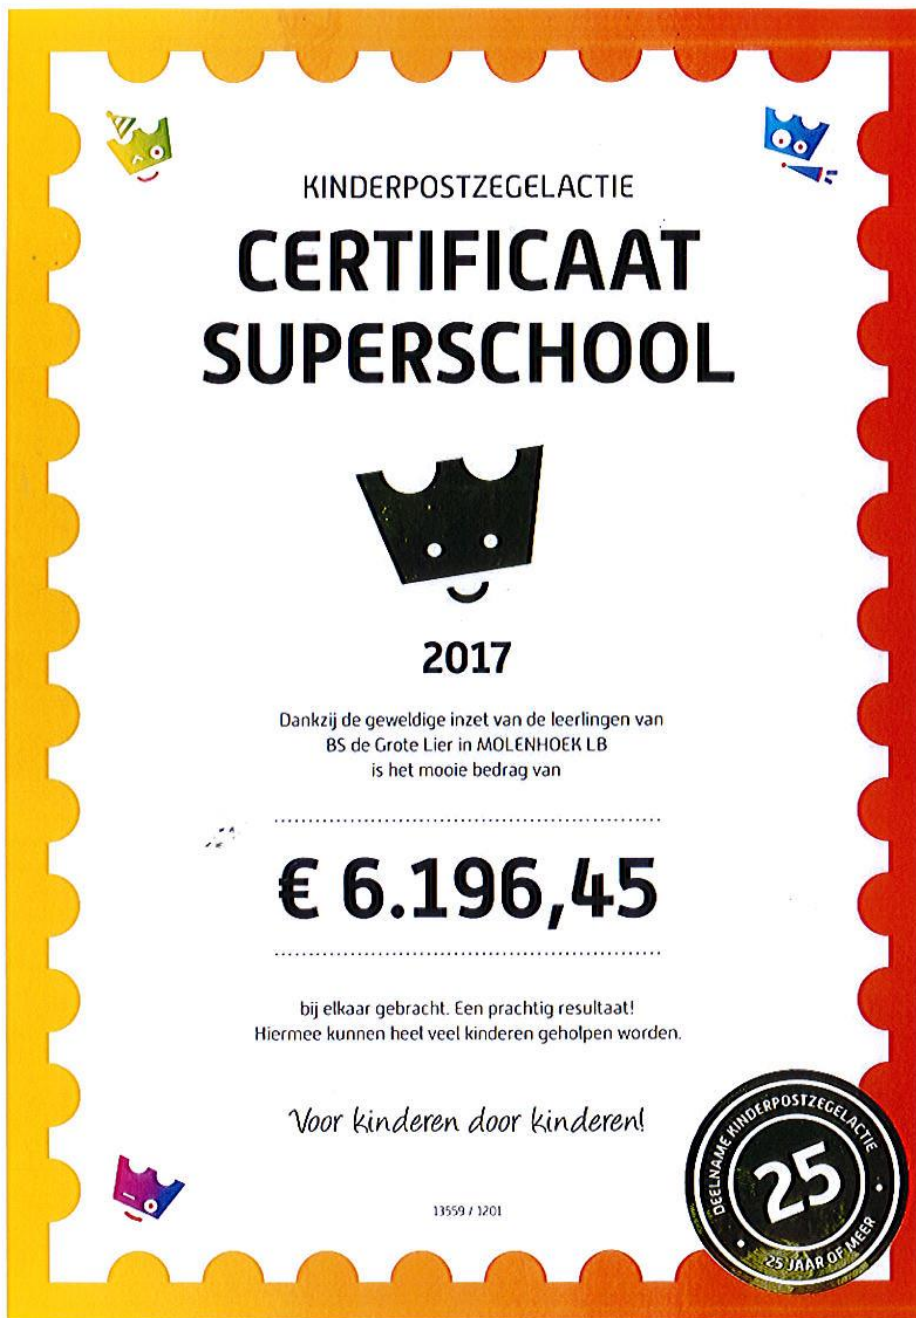 KINDERPOSTZEGELACTIE
CERTIFICAAT
SUPERSCHOOL
2017
Dankzij de geweldige inzet van de leerlingen van
BS de Grote Lier in MOLENHOEK LB
is het mooie bedrag van
€ 6.196,45
bij elkaar gebracht. Een prachtig resultaat!
Hiermee kunnen heel veel kinderen geholpen worden.
Voor kinderen door kinderen!
13559 / 1201
DEELNAME KINDERPOSTZEGELACTIE
25
25 JAAR OF MEER